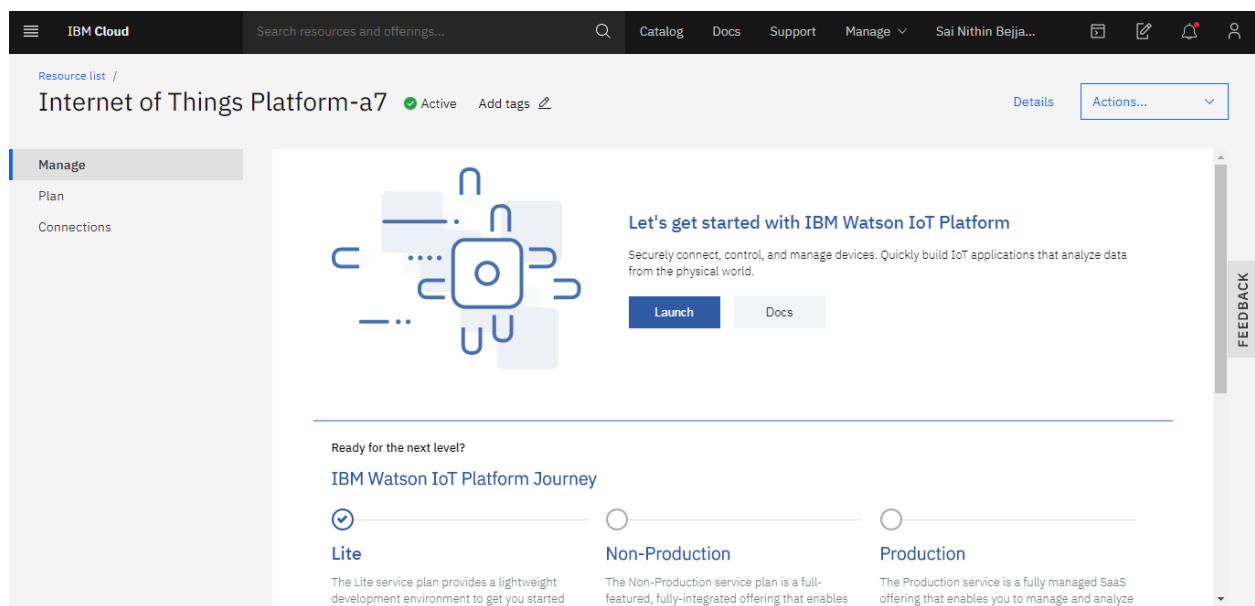 IBM Cloud
Search resources and offerings...
Catalog
Docs
Support
Manage
Sai Nithin Bejja...
Resource list /
Internet of Things Platform-a7
Active
Add tags
Details
Actions...
Manage
Plan
Connections
Let's get started with IBM Watson IoT Platform
Securely connect, control, and manage devices. Quickly build IoT applications that analyze data
from the physical world.
Launch
Docs
FEEDBACK
Ready for the next level?
IBM Watson IoT Platform Journey
Lite
The Lite service plan provides a lightweight
development environment to get you started
Non-Production
The Non-Production service plan is a full-
featured, fully-integrated offering that enables
Production
The Production service is a fully managed SaaS
offering that enables you to manage and analyze